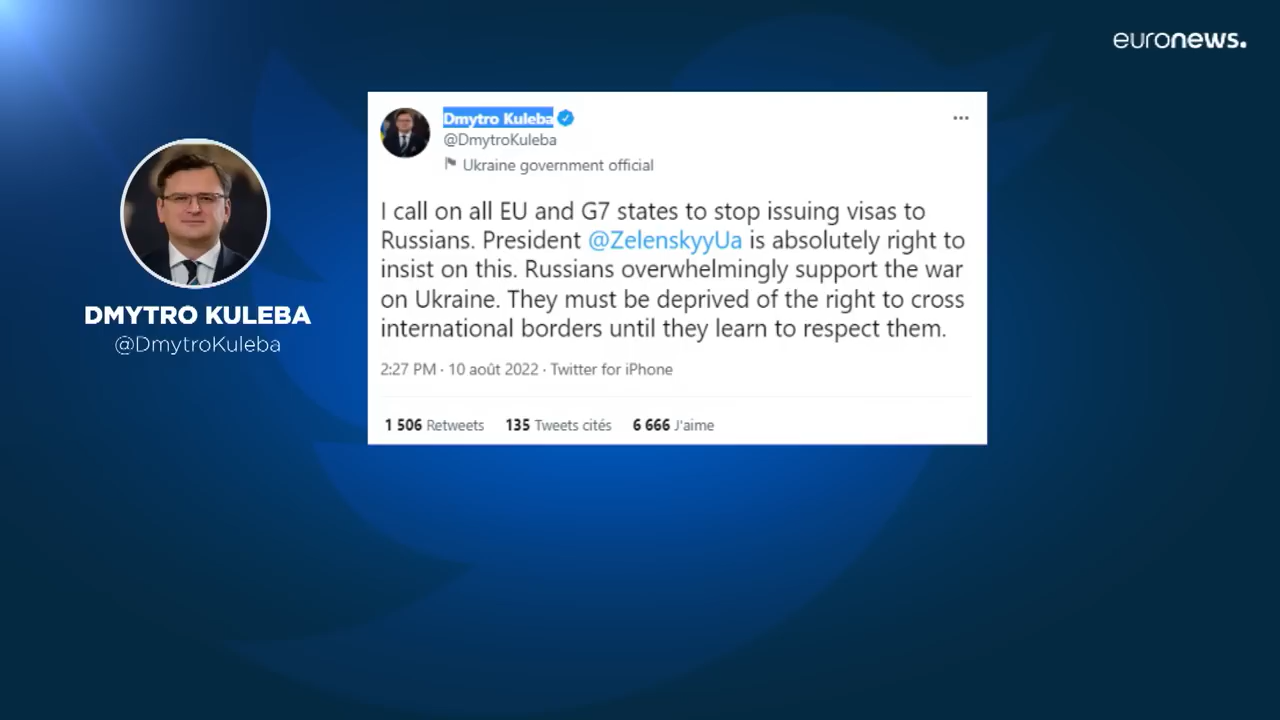 euronews.
Dmytro Kuleba
@DmytroKuleba
Ukraine government official
I call on all EU and G7 states to stop issuing visas to
Russians. President @ZelenskyyUa is absolutely right to
insist on this. Russians overwhelmingly support the war
on Ukraine. They must be deprived of the right to cross
international borders until they learn to respect them.
2:27 PM · 10 août 2022 · Twitter for iPhone
1 506 Retweets 135 Tweets cités 6 666 J'aime
DMYTRO KULEBA
@DmytroKuleba